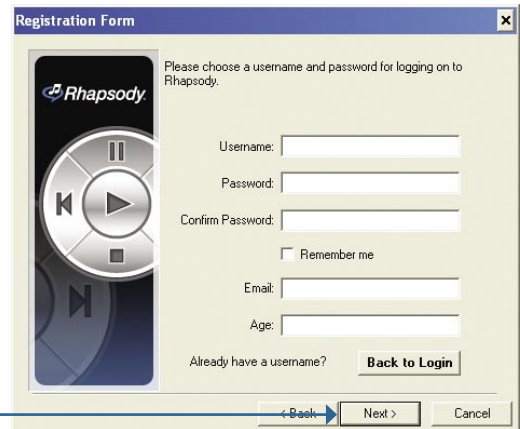 Registration Form
Rhapsody.
Please choose a username and password for logging on to
Rhapsody.
Username:
Password:
Confirm Password:
Remember me
Email:
Age:
Already have a username? Back to Login
< Back Next > Cancel